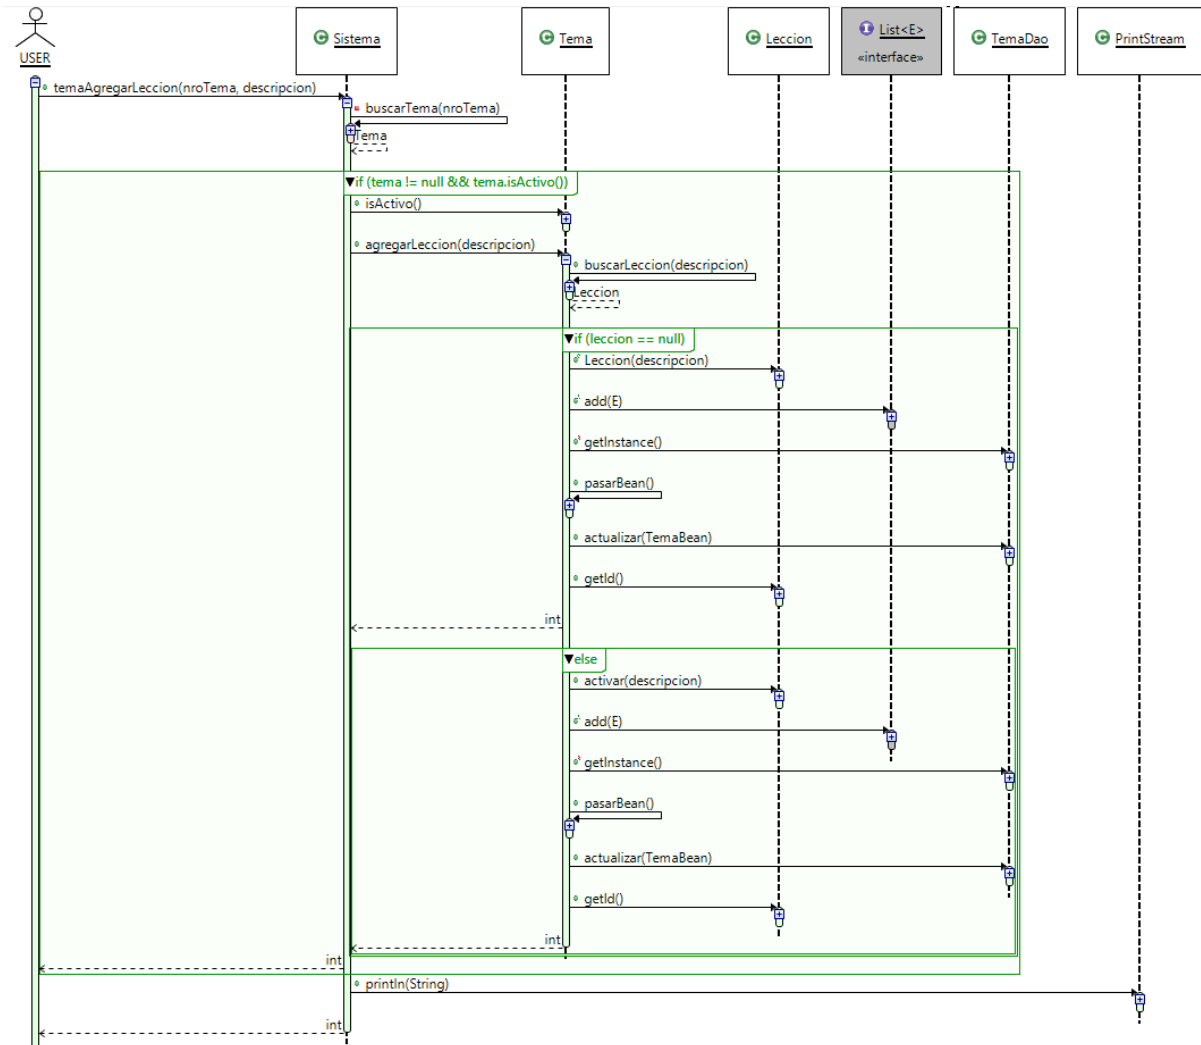 USER
Sistema
Tema
Leccion
List<E>
«interface»
TemaDao
PrintStream
temaAgregarLeccion(nroTema, descripcion)
buscarTema(nroTema)
Tema
if (tema != null && tema.isActivo())
isActivo()
agregarLeccion(descripcion)
buscarLeccion(descripcion)
Leccion
if (leccion == null)
Leccion(descripcion)
add(E)
getInstance()
pasarBean()
actualizar(TemaBean)
getId()
int
else
activar(descripcion)
add(E)
getInstance()
pasarBean()
actualizar(TemaBean)
getId()
int
int
println(String)
int